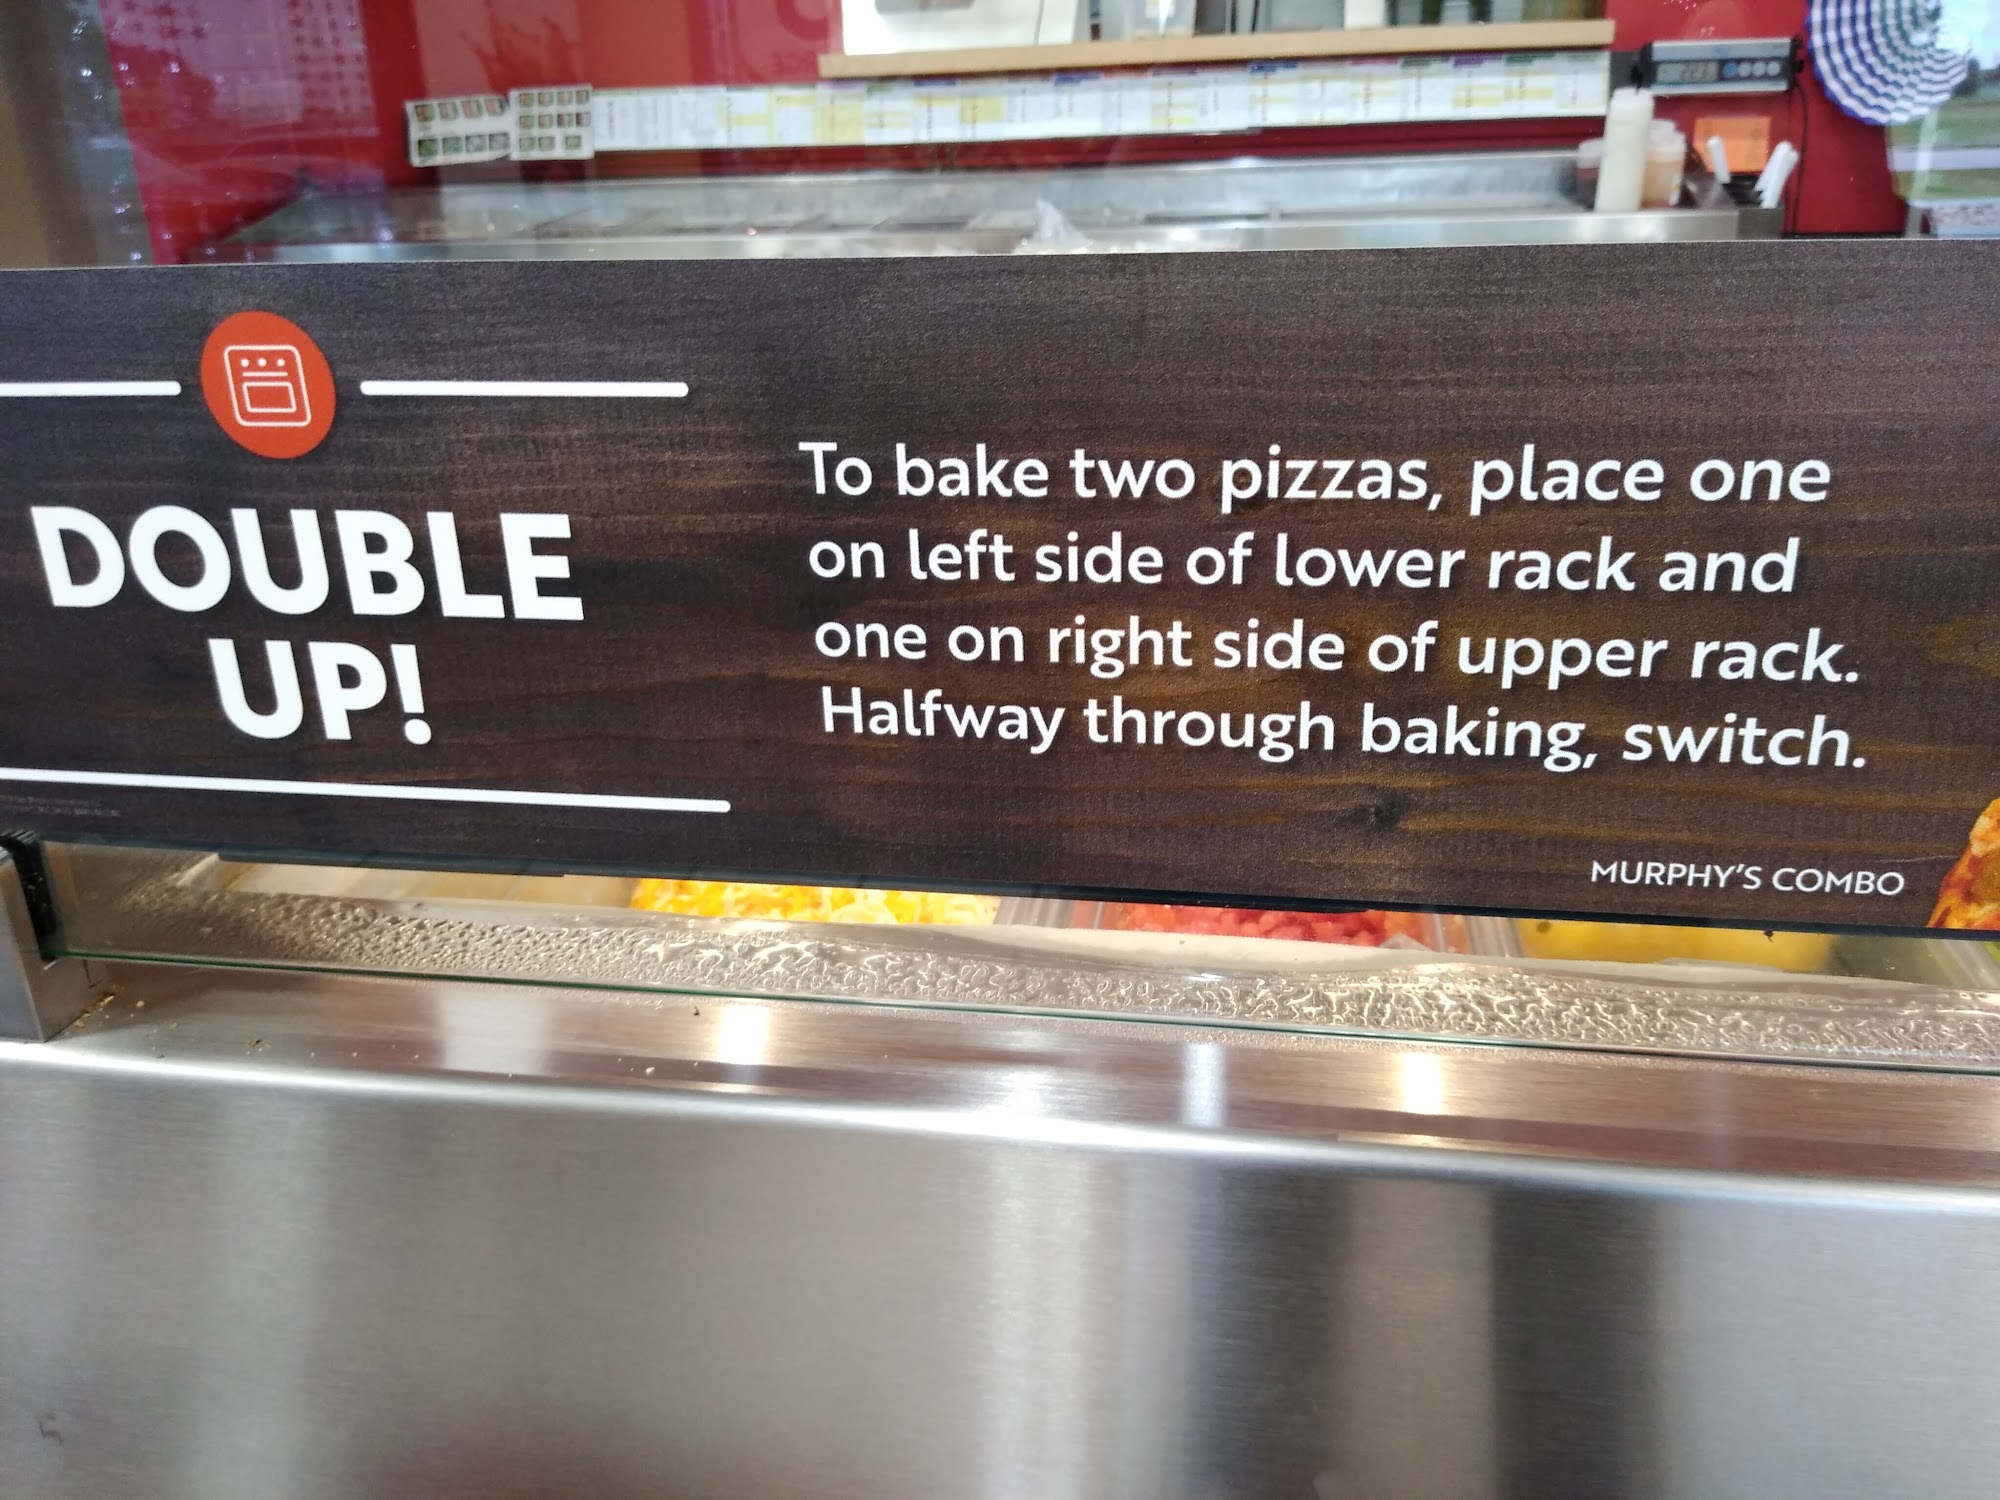 DOUBLE
UP!
To bake two pizzas, place one
on left side of lower rack and
one on right side of upper rack.
Halfway through baking, switch.
MURPHY'S COMBO